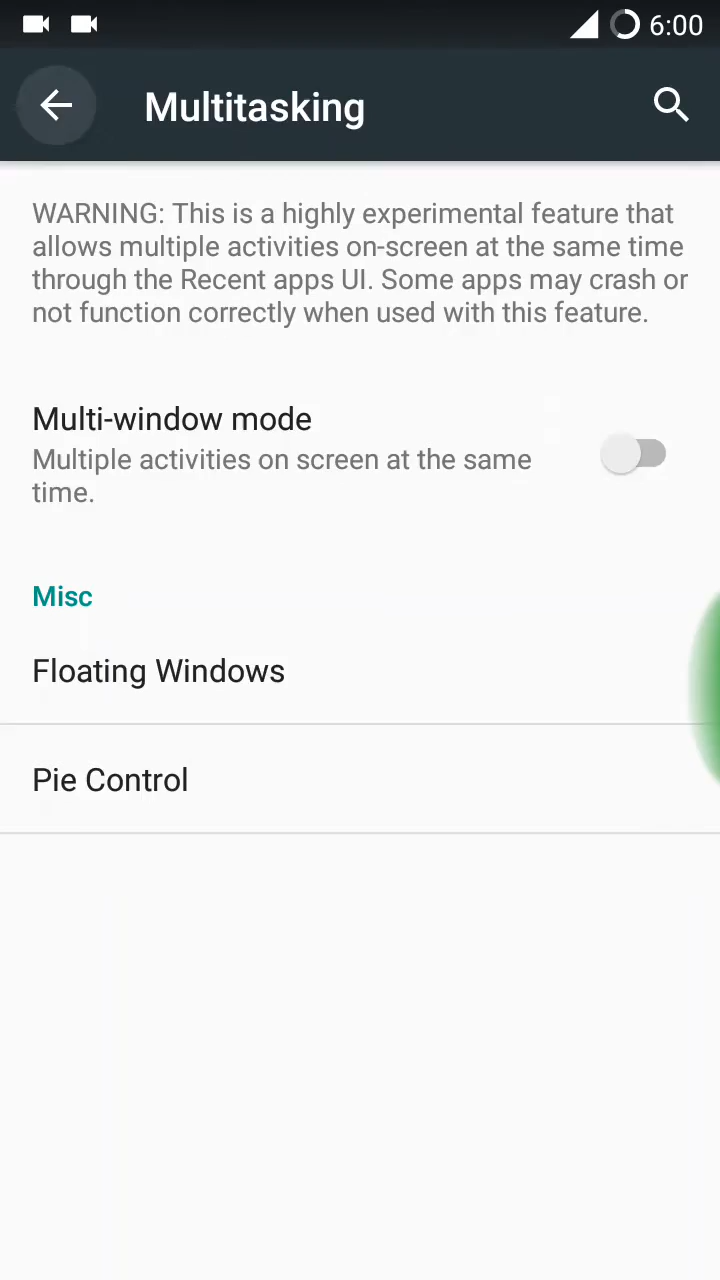 6:00
Multitasking
WARNING: This is a highly experimental feature that
allows multiple activities on-screen at the same time
through the Recent apps UI. Some apps may crash or
not function correctly when used with this feature.
Multi-window mode
Multiple activities on screen at the same
time.
Misc
Floating Windows
Pie Control